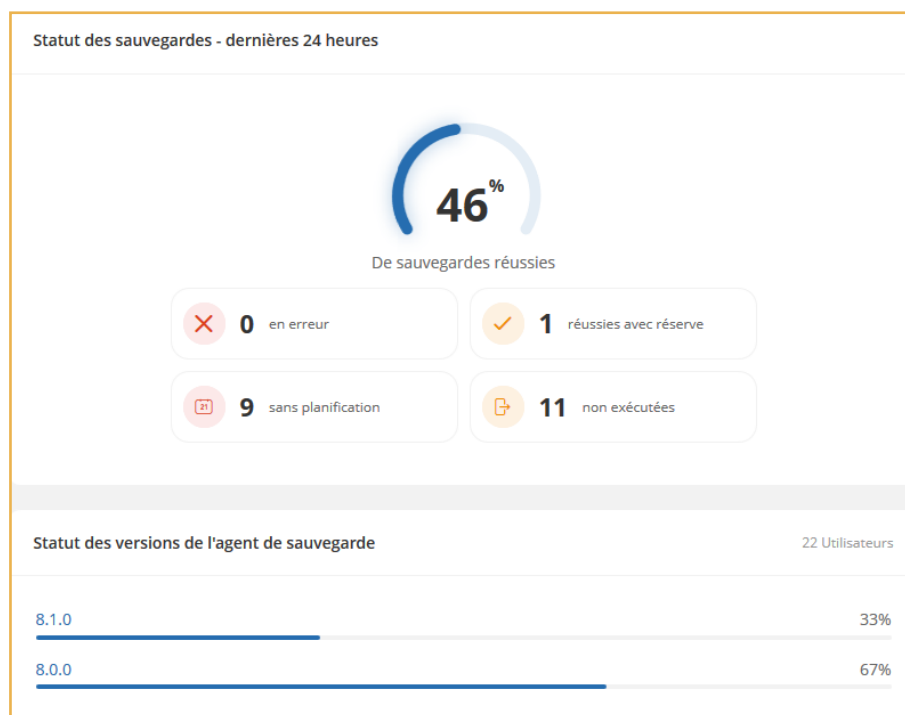 Statut des sauvegardes - dernières 24 heures
46%
De sauvegardes réussies
0 en erreur
1 réussies avec réserve
21
9 sans planification
11 non exécutées
Statut des versions de l'agent de sauvegarde
22 Utilisateurs
8.1.0
33%
8.0.0
67%